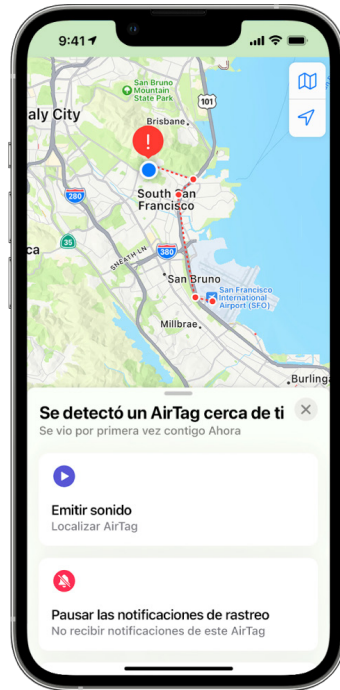 9:41
San Bruno
Mountain
State Park
101
aly City
Brisbane
280
South San
Francisco
35
ca
SNEATH LN
380
San Bruno
San Francisco
International
Airport (SFO)
Millbrae
Burling
Se detectó un AirTag cerca de ti
Se vio por primera vez contigo Ahora
Emitir sonido
Localizar AirTag
Pausar las notificaciones de rastreo
No recibir notificaciones de este AirTag